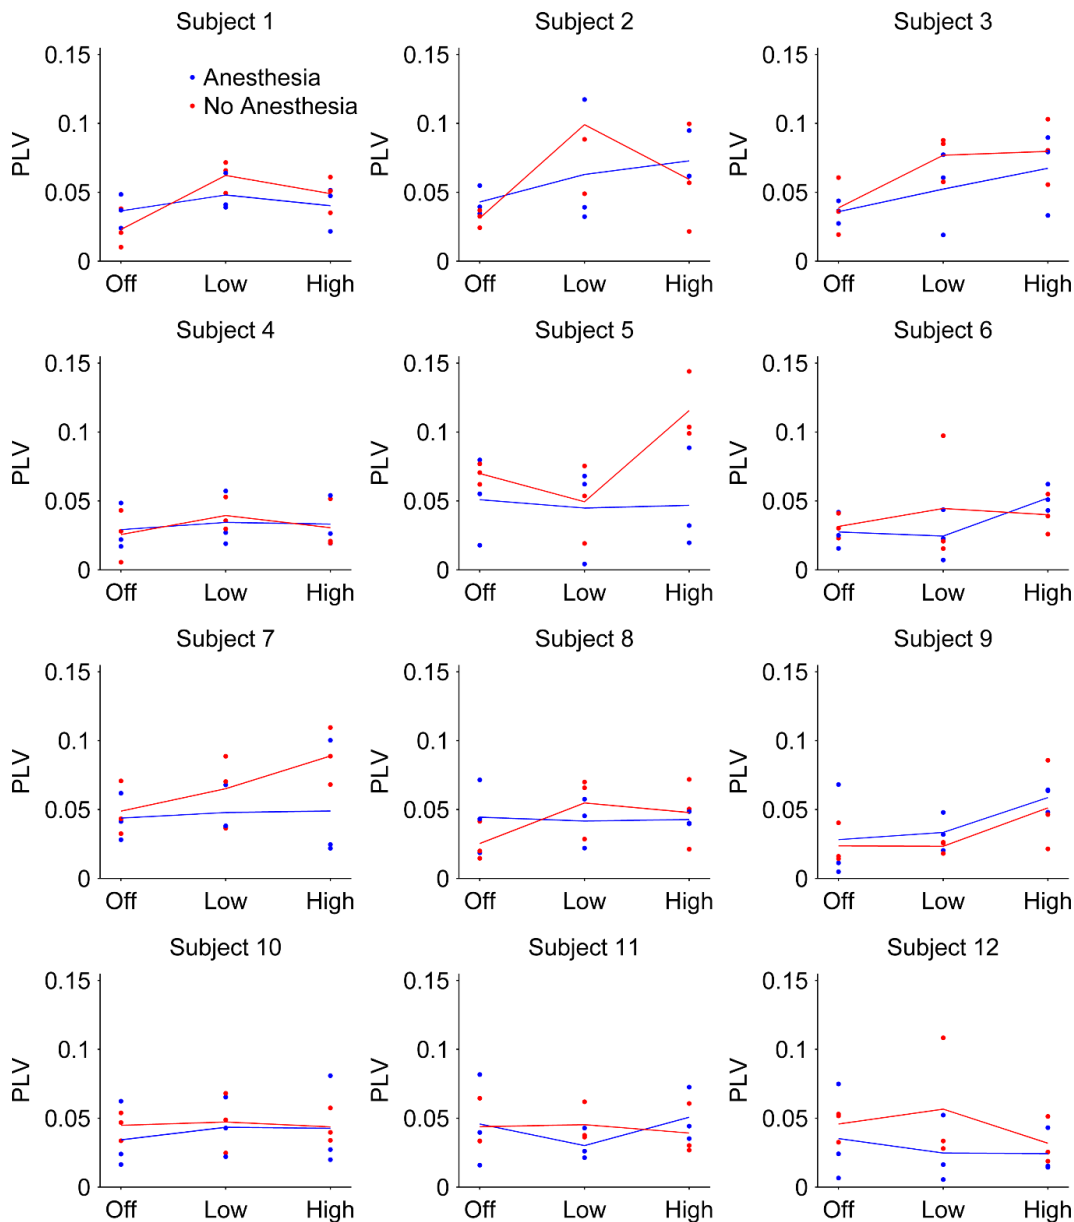 Subject 1
0.15
0.1
0.05
0
PLV
Anesthesia
No Anesthesia
Off Low High
Subject 2
0.15
0.1
0.05
0
PLV
Off Low High
Subject 3
0.15
0.1
0.05
0
PLV
Off Low High
Subject 4
0.15
0.1
0.05
0
PLV
Off Low High
Subject 5
0.15
0.1
0.05
0
PLV
Off Low High
Subject 6
0.15
0.1
0.05
0
PLV
Off Low High
Subject 7
0.15
0.1
0.05
0
PLV
Off Low High
Subject 8
0.15
0.1
0.05
0
PLV
Off Low High
Subject 9
0.15
0.1
0.05
0
PLV
Off Low High
Subject 10
0.15
0.1
0.05
0
PLV
Off Low High
Subject 11
0.15
0.1
0.05
0
PLV
Off Low High
Subject 12
0.15
0.1
0.05
0
PLV
Off Low High